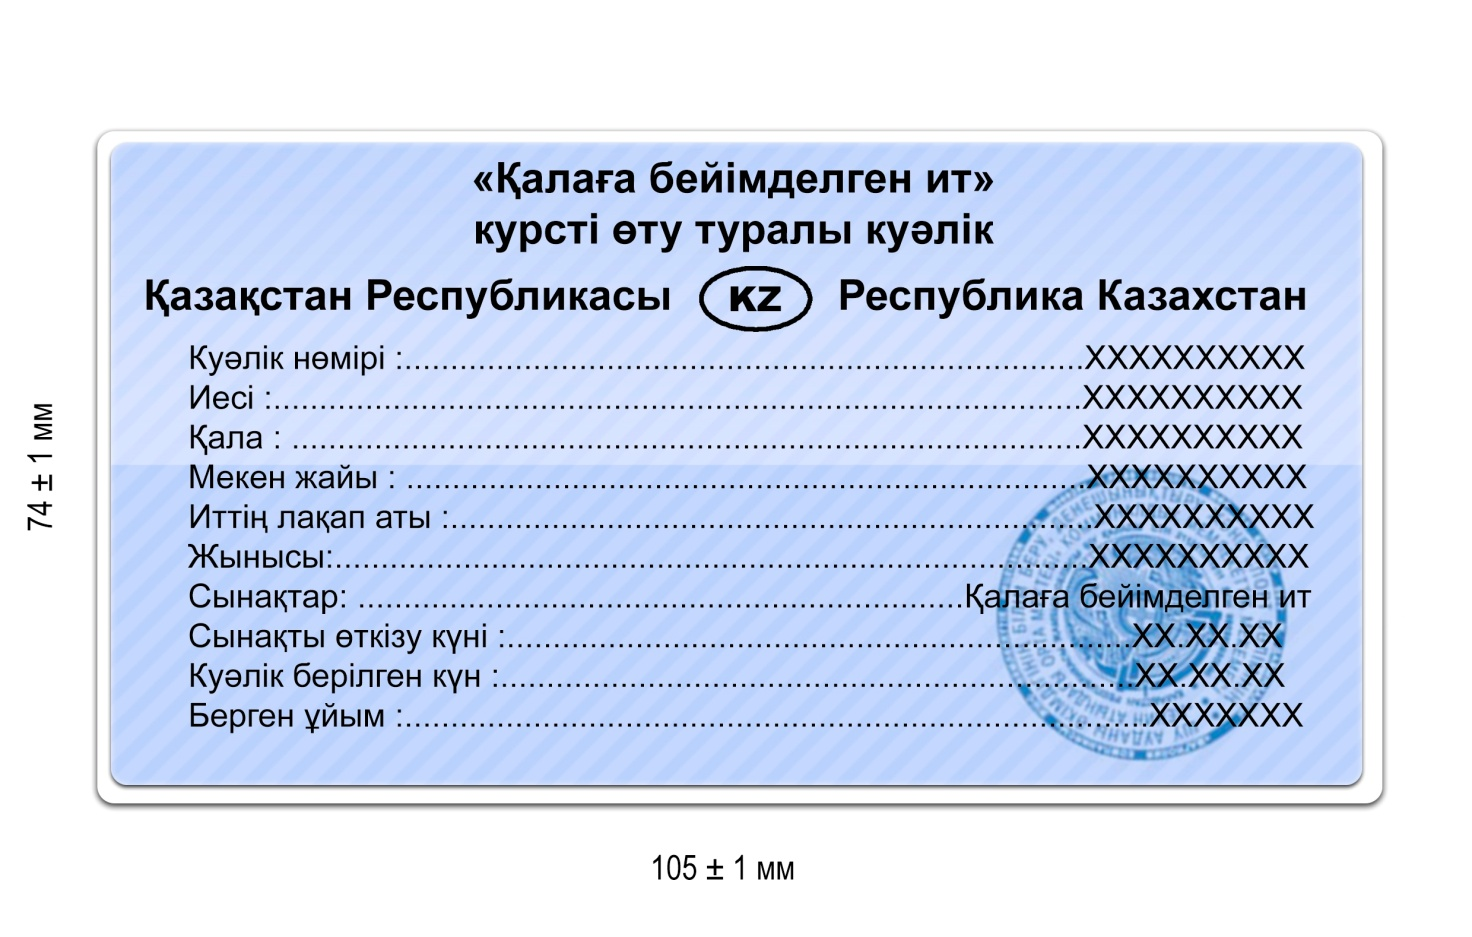 «Қалаға бейімделген ит»
курсті өту туралы куәлік
Қазақстан Республикасы KZ Республика Казахстан
Куәлік нөмірі :..........................................................................XXXXXXXXXX
Иесі :........................................................................................XXXXXXXXXX
Қала : ......................................................................................XXXXXXXXXX
Мекен жайы : ..........................................................................XXXXXXXXXX
Иттің лақап аты :......................................................................XXXXXXXXXX
Жынысы:..................................................................................XXXXXXXXXX
Сынақтар: ..................................................................Қалаға бейімделген ит
Сынақты өткізу күні :....................................................................XX.XX.XX
Куәлік берілген күн :.....................................................................XX.XX.XX
Берген ұйым :.................................................................................XXXXXXX
74 ± 1 мм
105 ± 1 мм